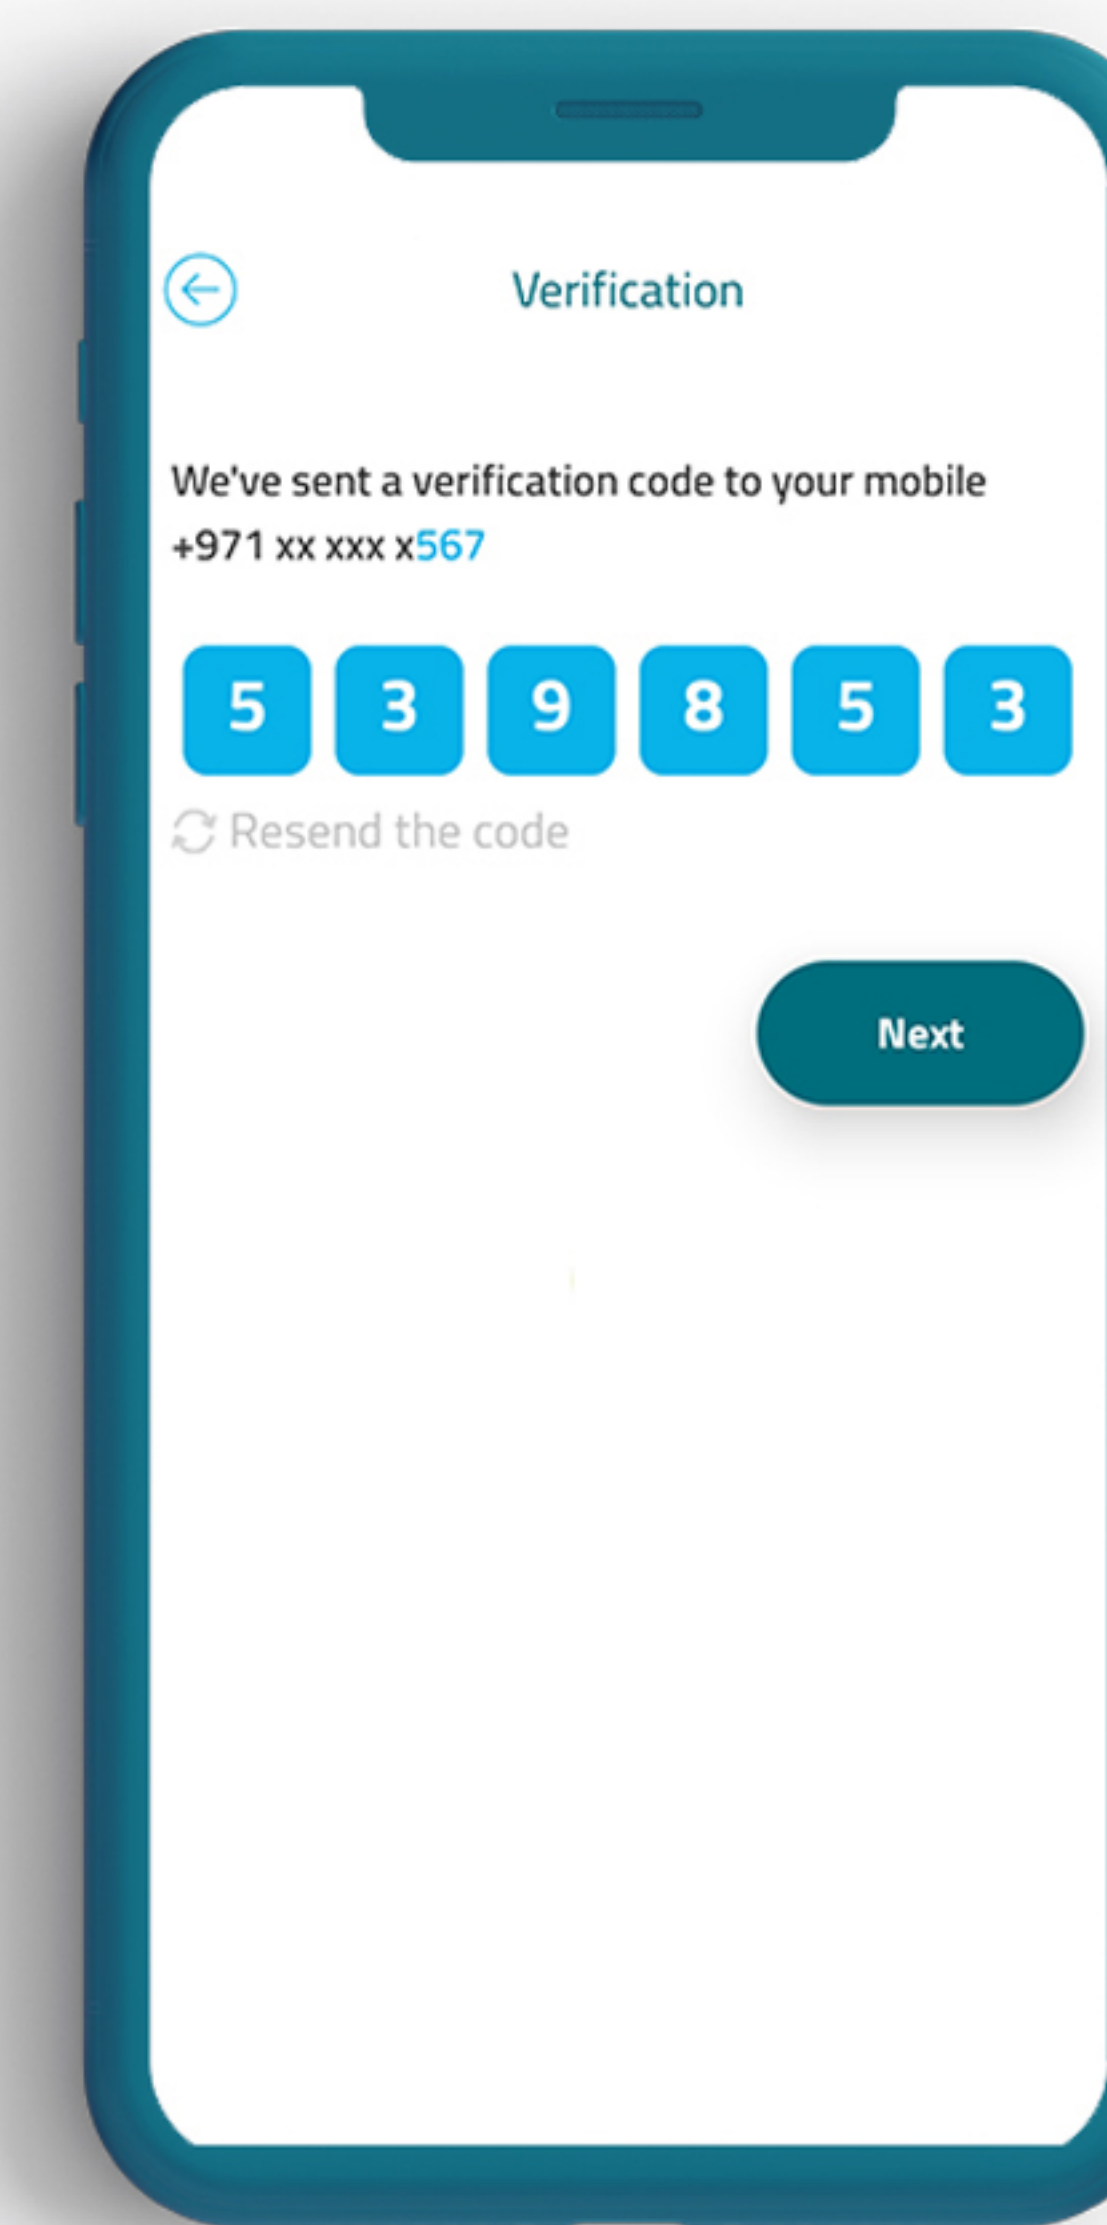 Verification
We've sent a verification code to your mobile
+971 xx xxx x567
5 3 9 8 5 3
Resend the code
Next